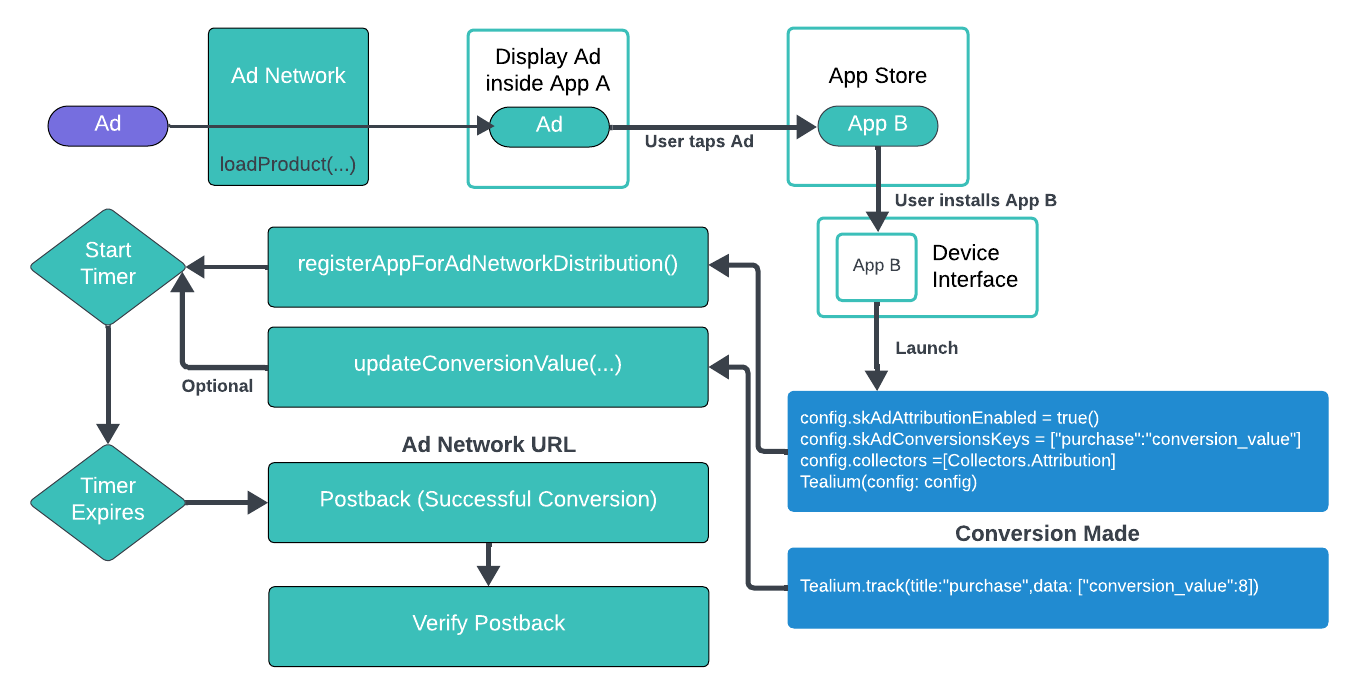 Ad
Ad Network
loadProduct(...)
Display Ad
inside App A
Ad
User taps Ad
App Store
App B
User installs App B
App B
Device
Interface
Launch
Start
Timer
registerAppForAdNetworkDistribution()
updateConversionValue(...)
Optional
config.skAdAttributionEnabled = true()
config.skAdConversionsKeys = ["purchase":"conversion_value"]
config.collectors =[Collectors.Attribution]
Tealium(config: config)
Ad Network URL
Timer
Expires
Postback (Successful Conversion)
Conversion Made
Tealium.track(title:"purchase",data: ["conversion_value":8])
Verify Postback